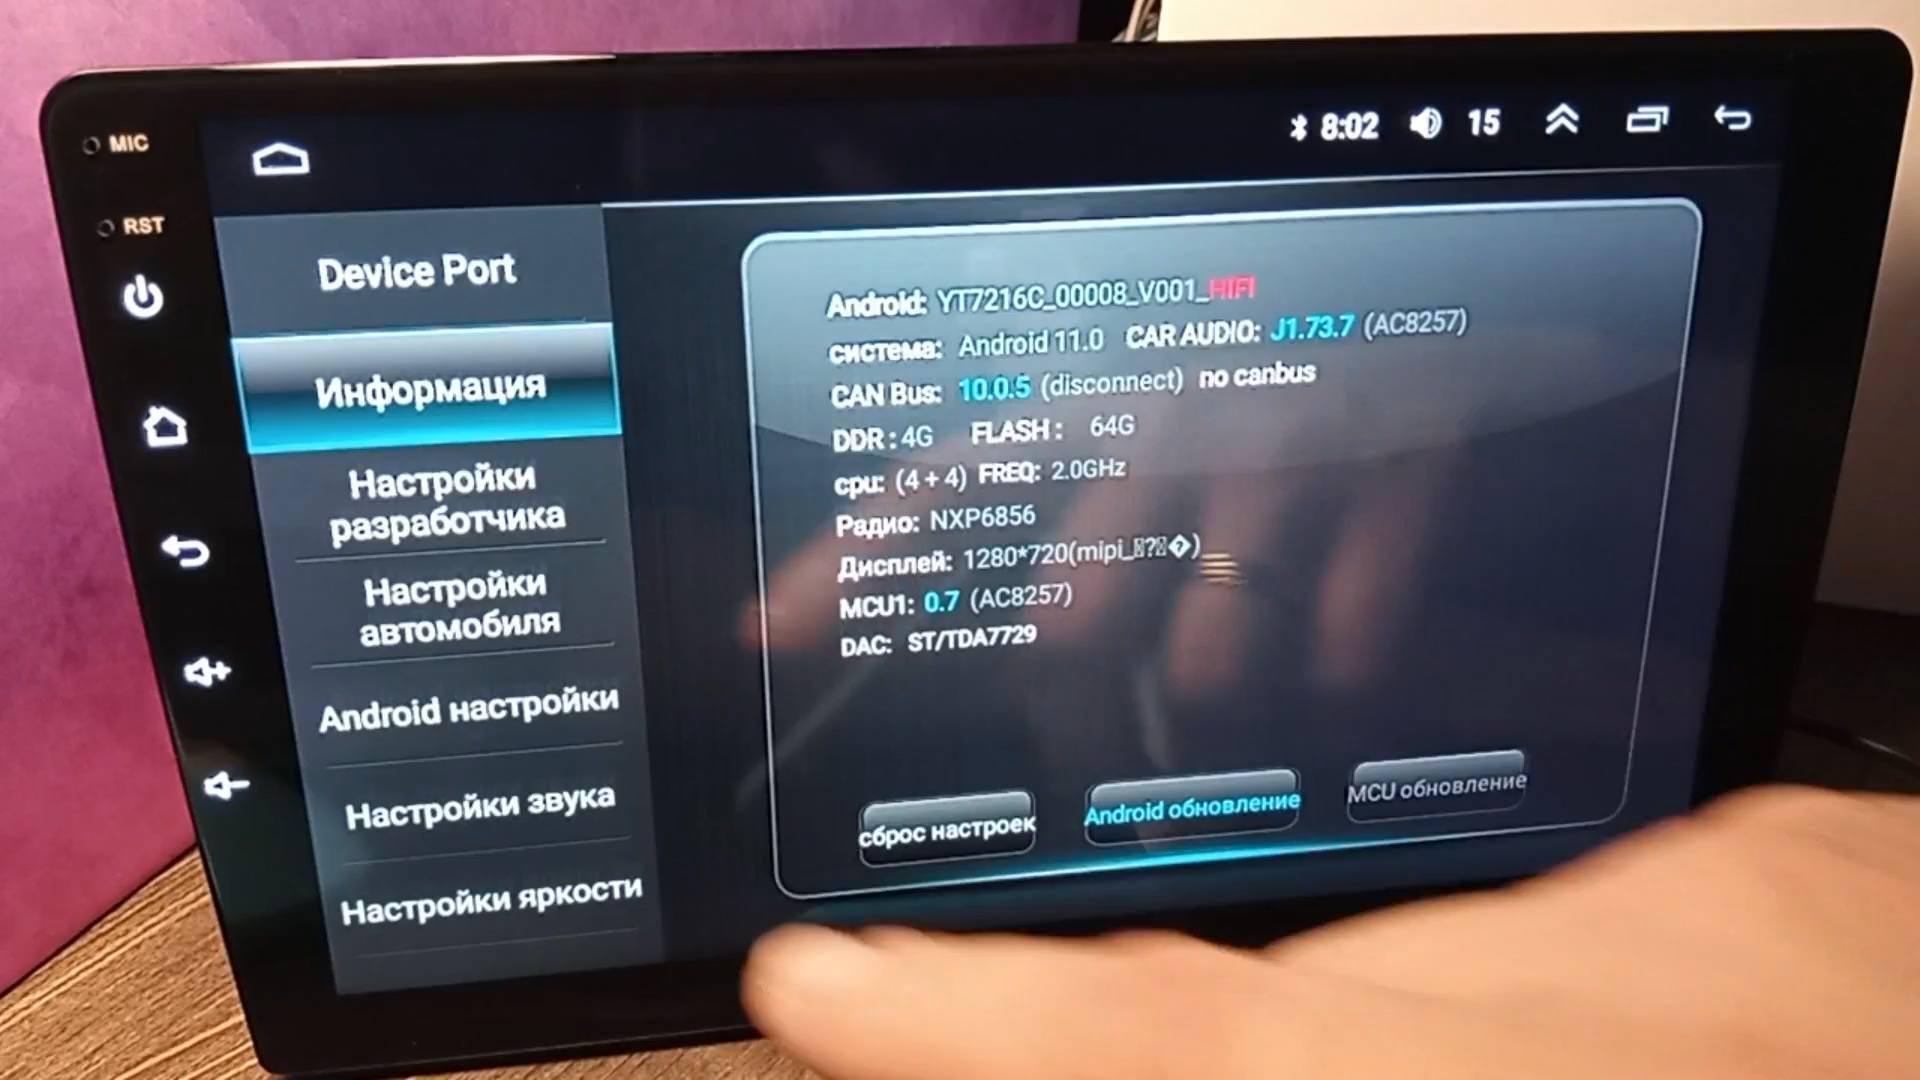 MIC
RST
8:02 15
Device Port
Информация
Настройки
разработчика
Настройки
автомобиля
Android настройки
Настройки звука
Настройки яркости
Android: YT7216C_00008_V001_HIFI
система: Android 11.0 CAR AUDIO: J1.73.7 (AC8257)
CAN Bus: 10.0.5 (disconnect) no canbus
DDR : 4G FLASH : 64G
cpu: (4 + 4) FREQ: 2.0GHz
Радио: NXP6856
Дисплей: 1280*720(mipi_▯?▯�)
MCU1: 0.7 (AC8257)
DAC: ST/TDA7729
сброс настроек
Android обновление
MCU обновление